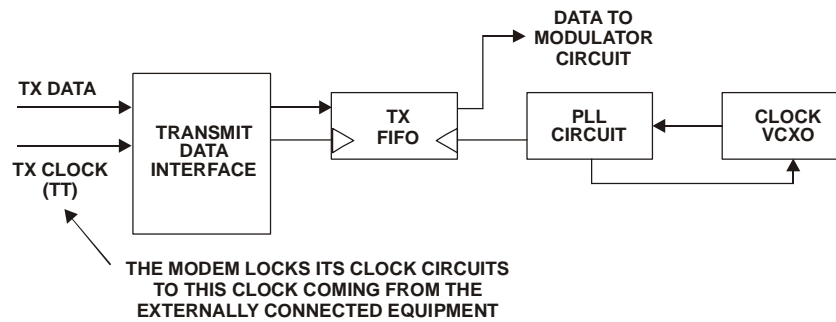 DATA TO
MODULATOR
CIRCUIT
TX DATA
TX CLOCK
(TT)
TRANSMIT
DATA
INTERFACE
TX
FIFO
PLL
CIRCUIT
CLOCK
VCXO
THE MODEM LOCKS ITS CLOCK CIRCUITS
TO THIS CLOCK COMING FROM THE
EXTERNALLY CONNECTED EQUIPMENT